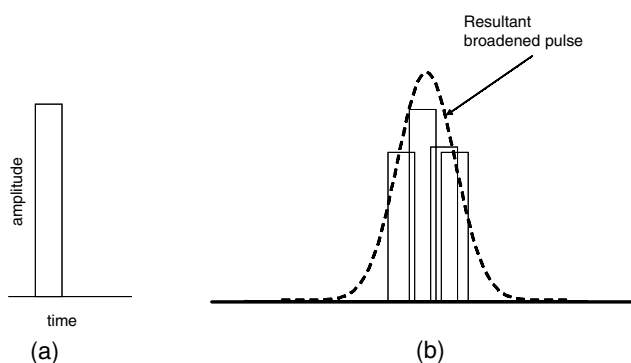 Resultant
broadened pulse
amplitude
time
(a)
(b)